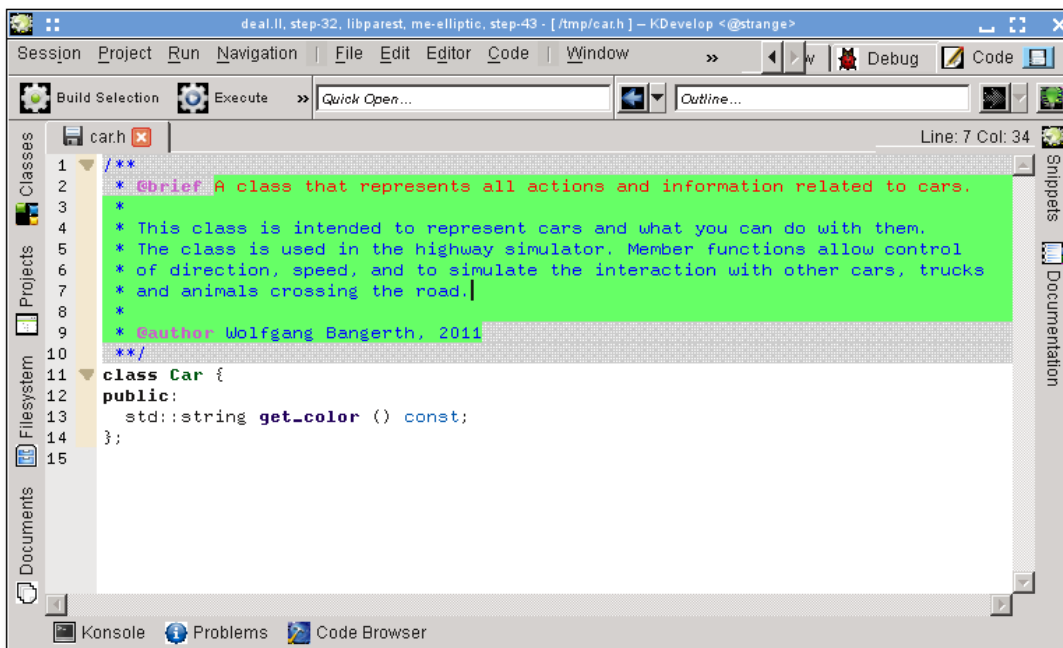 deal.II, step-32, libparest, me-elliptic, step-43 - [ /tmp/car.h ] – KDevelop <@strange>
Session Project Run Navigation | File Edit Editor Code | Window » w Debug Code
Build Selection Execute » Quick Open... Outline...
car.h Line: 7 Col: 34
1 /**
2 * @brief A class that represents all actions and information related to cars.
3 *
4 * This class is intended to represent cars and what you can do with them.
5 * The class is used in the highway simulator. Member functions allow control
6 * of direction, speed, and to simulate the interaction with other cars, trucks
7 * and animals crossing the road.
8 *
9 * @author Wolfgang Bangerth, 2011
10 **/
11 class Car {
12 public:
13 std::string get_color () const;
14 };
15
Classes
Projects
Filesystem
Documents
Snippets
Documentation
Konsole Problems Code Browser